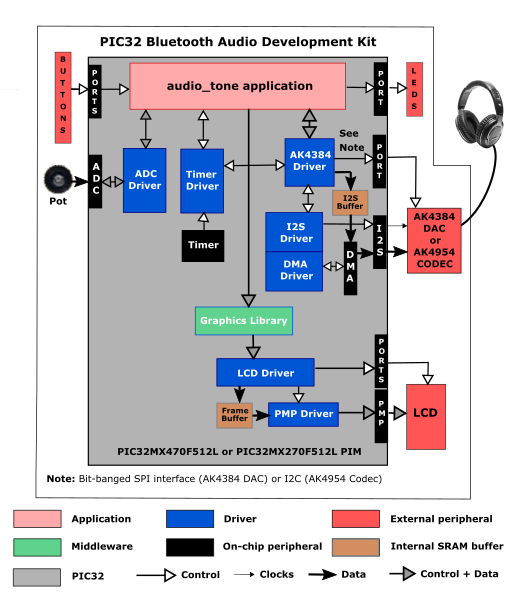 PIC32 Bluetooth Audio Development Kit
BUTTONS
PORTS
audio_tone application
PORT
LEDS
See
Note
ADC
ADC
Driver
Timer
Driver
AK4384
Driver
PORT
Pot
I2S
Buffer
AK4384
DAC
or
AK4954
CODEC
Timer
I2S
Driver
DMA
Driver
DMA
I2S
Graphics Library
LCD Driver
PORTS
Frame
Buffer
PMP Driver
PMP
LCD
PIC32MX470F512L or PIC32MX270F512L PIM
Note: Bit-banged SPI interface (AK4384 DAC) or I2C (AK4954 Codec)
Application
Driver
External peripheral
Middleware
On-chip peripheral
Internal SRAM buffer
PIC32
Control
Clocks
Data
Control + Data